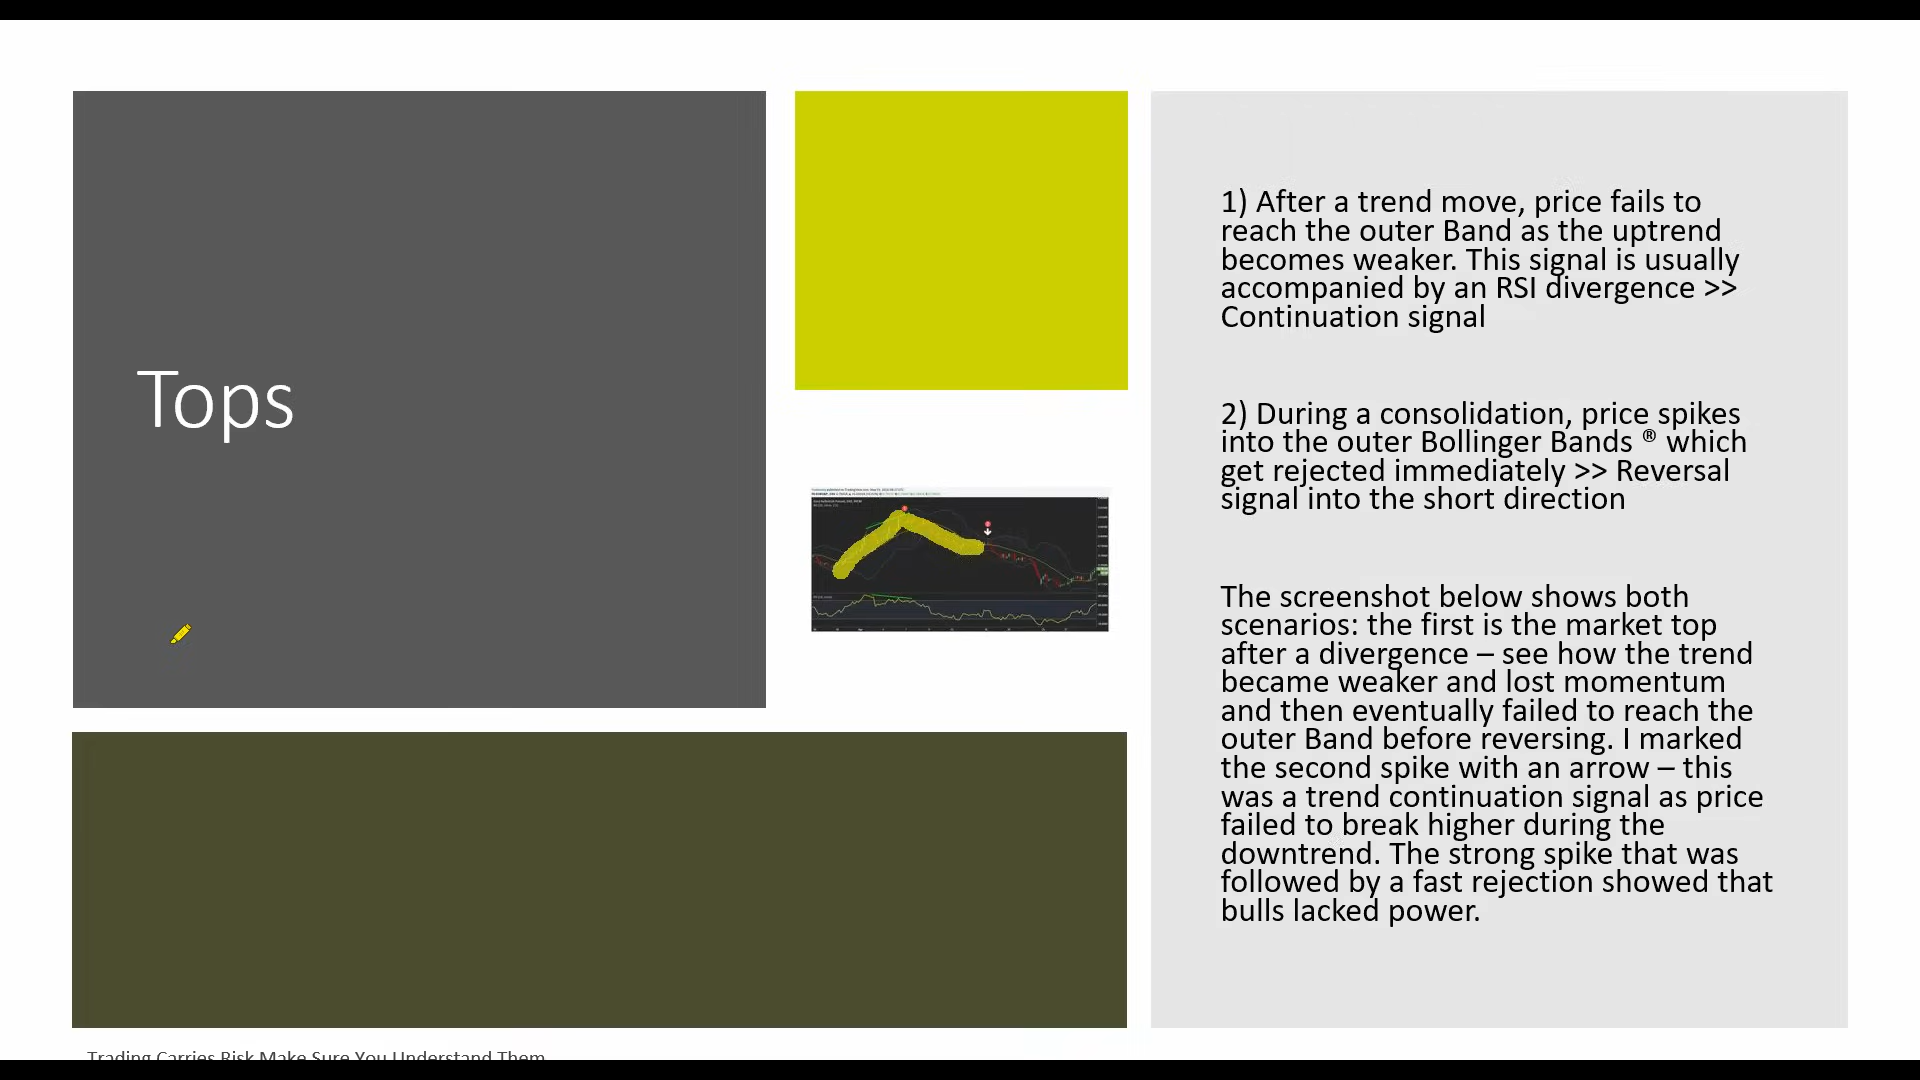 Tops
1) After a trend move, price fails to
reach the outer Band as the uptrend
becomes weaker. This signal is usually
accompanied by an RSI divergence >>
Continuation signal
2) During a consolidation, price spikes
into the outer Bollinger Bands ® which
get rejected immediately >> Reversal
signal into the short direction
The screenshot below shows both
scenarios: the first is the market top
after a divergence – see how the trend
became weaker and lost momentum
and then eventually failed to reach the
outer Band before reversing. I marked
the second spike with an arrow – this
was a trend continuation signal as price
failed to break higher during the
downtrend. The strong spike that was
followed by a fast rejection showed that
bulls lacked power.
Trading Carries Risk Make Sure You Understand Them